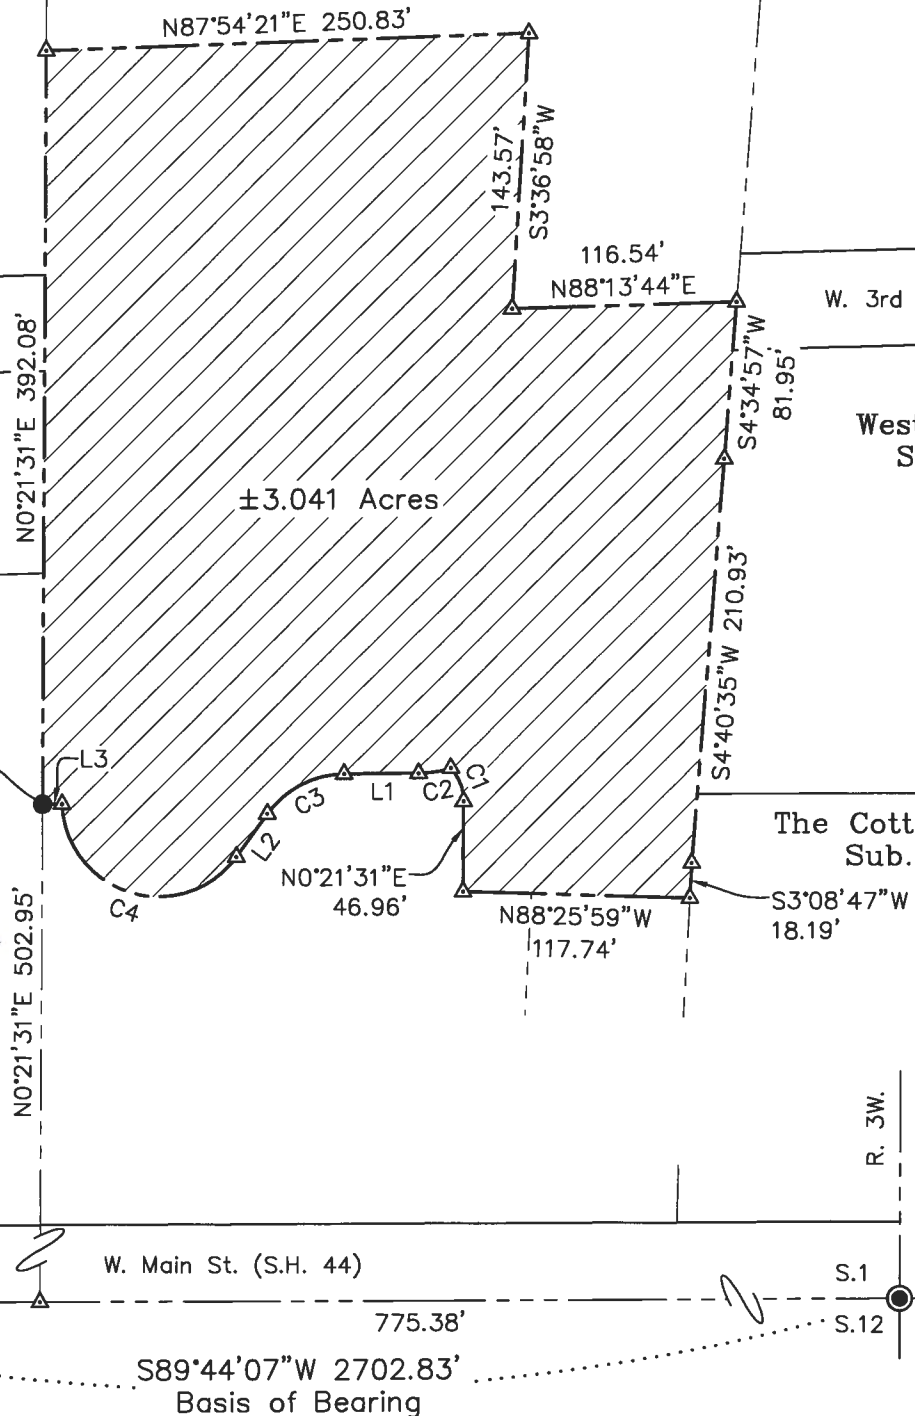 N87°54'21"E 250.83'
143.57'
S3°36'58"W
116.54'
N88°13'44"E
W. 3rd
N0°21'31"E 392.08'
S4°34'57"W
81.95'
West
S
±3.041 Acres
S4°40'35"W 210.93'
L3
C3
L1
C2
C1
L2
The Cott
Sub.
N0°21'31"E
46.96'
C4
N88°25'59"W
117.74'
S3°08'47"W
18.19'
N0°21'31"E 502.95'
R. 3W.
W. Main St. (S.H. 44)
S.1
775.38'
S.12
S89°44'07"W 2702.83'
Basis of Bearing